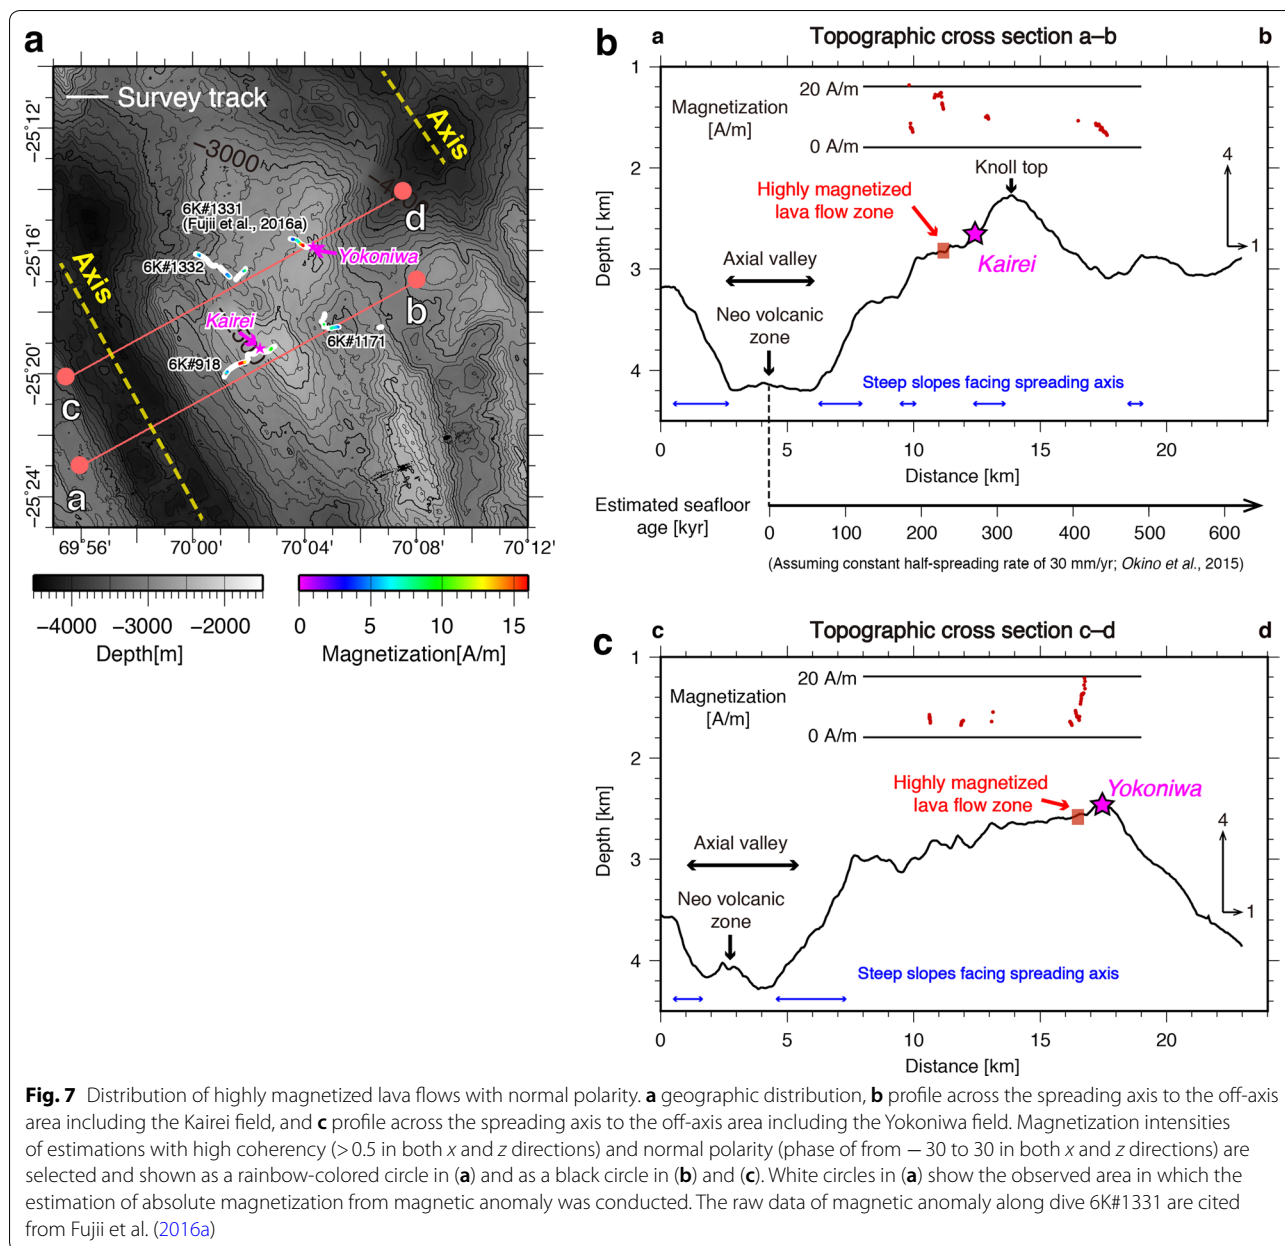 a
Survey track
Axis
−3000
−4
d
6K#1331
(Fujii et al., 2016a)
Yokoniwa
6K#1332
Axis
b
Kairei
6K#1171
6K#918
c
a
−25°12'
−25°16'
−25°20'
−25°24'
69°56' 70°00' 70°04' 70°08' 70°12'
−4000 −3000 −2000
Depth[m]
0 5 10 15
Magnetization[A/m]
b
a Topographic cross section a–b b
Magnetization
[A/m]
20 A/m
0 A/m
Knoll top
Highly magnetized
lava flow zone
Kairei
Axial valley
Neo volcanic
zone
Steep slopes facing spreading axis
4
1
1
2
3
4
Depth [km]
0 5 10 15 20
Distance [km]
Estimated seafloor
age [kyr]
0 100 200 300 400 500 600
(Assuming constant half-spreading rate of 30 mm/yr; Okino et al., 2015)
c
c Topographic cross section c–d d
Magnetization
[A/m]
20 A/m
0 A/m
Highly magnetized
lava flow zone
Yokoniwa
Axial valley
Neo volcanic
zone
Steep slopes facing spreading axis
4
1
1
2
3
4
Depth [km]
0 5 10 15 20
Distance [km]
Fig. 7 Distribution of highly magnetized lava flows with normal polarity. a geographic distribution, b profile across the spreading axis to the off-axis
area including the Kairei field, and c profile across the spreading axis to the off-axis area including the Yokoniwa field. Magnetization intensities
of estimations with high coherency (> 0.5 in both x and z directions) and normal polarity (phase of from − 30 to 30 in both x and z directions) are
selected and shown as a rainbow-colored circle in (a) and as a black circle in (b) and (c). White circles in (a) show the observed area in which the
estimation of absolute magnetization from magnetic anomaly was conducted. The raw data of magnetic anomaly along dive 6K#1331 are cited
from Fujii et al. (2016a)